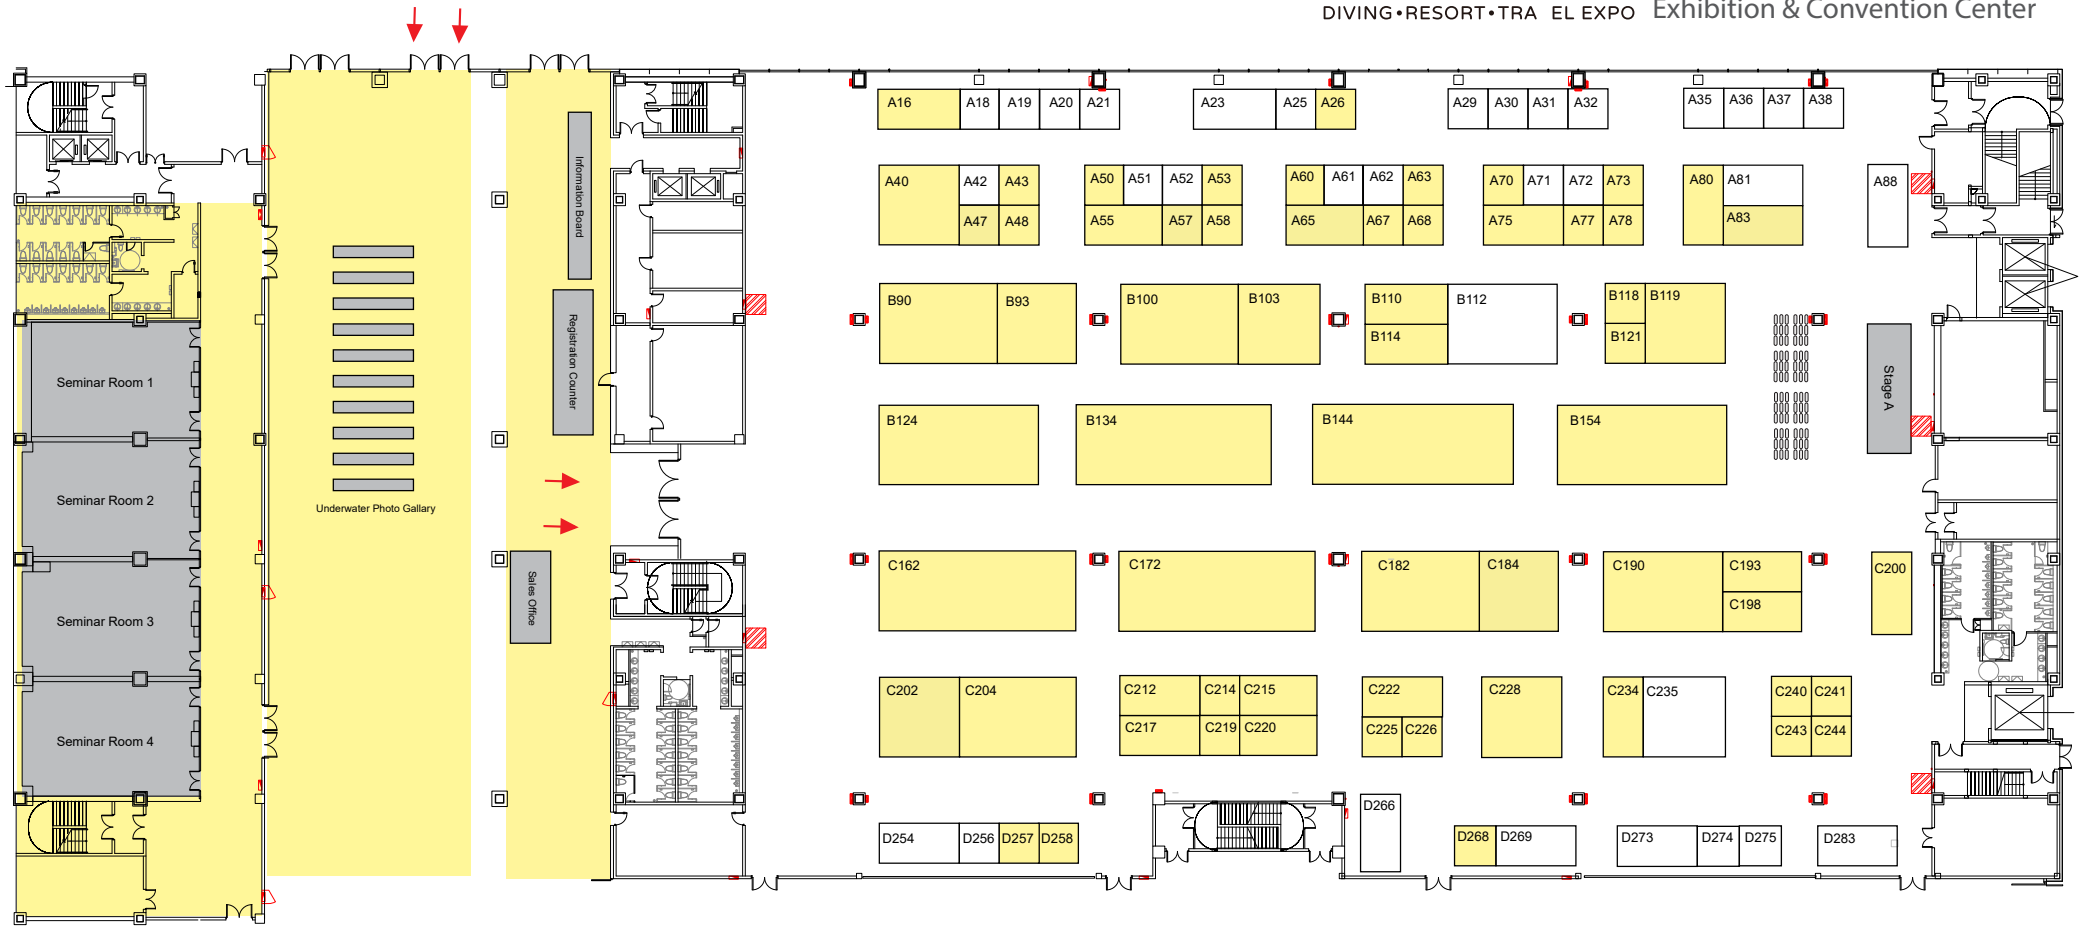 DIVING•RESORT•TRA EL EXPO Exhibition & Convention Center
A16 A18 A19 A20 A21 A23 A25 A26 A29 A30 A31 A32 A35 A36 A37 A38
A40 A42 A43 A50 A51 A52 A53 A60 A61 A62 A63 A70 A71 A72 A73 A80 A81 A88
A47 A48 A55 A57 A58 A65 A67 A68 A75 A77 A78 A83
Information Board
B90 B93 B100 B103 B110 B112 B118 B119
B114 B121
Registration Counter
Stage A
Seminar Room 1
B124 B134 B144 B154
Seminar Room 2
Underwater Photo Gallary
C162 C172 C182 C184 C190 C193 C200
C198
Sales Office
Seminar Room 3
C202 C204 C212 C214 C215 C222 C228 C234 C235 C240 C241
C217 C219 C220 C225 C226 C243 C244
Seminar Room 4
D266
D254 D256 D257 D258 D268 D269 D273 D274 D275 D283